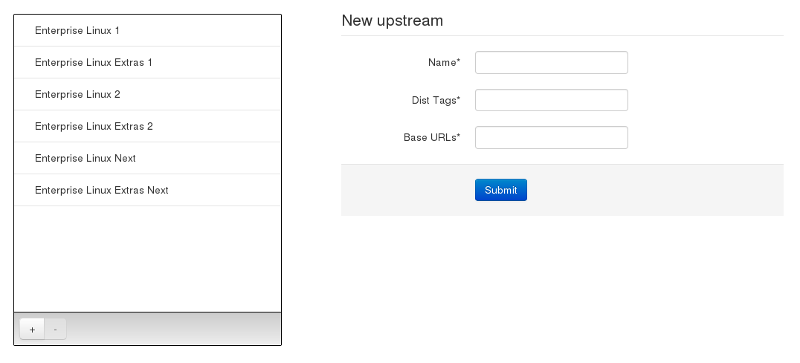 Enterprise Linux 1
Enterprise Linux Extras 1
Enterprise Linux 2
Enterprise Linux Extras 2
Enterprise Linux Next
Enterprise Linux Extras Next
+ -
New upstream
Name*
Dist Tags*
Base URLs*
Submit